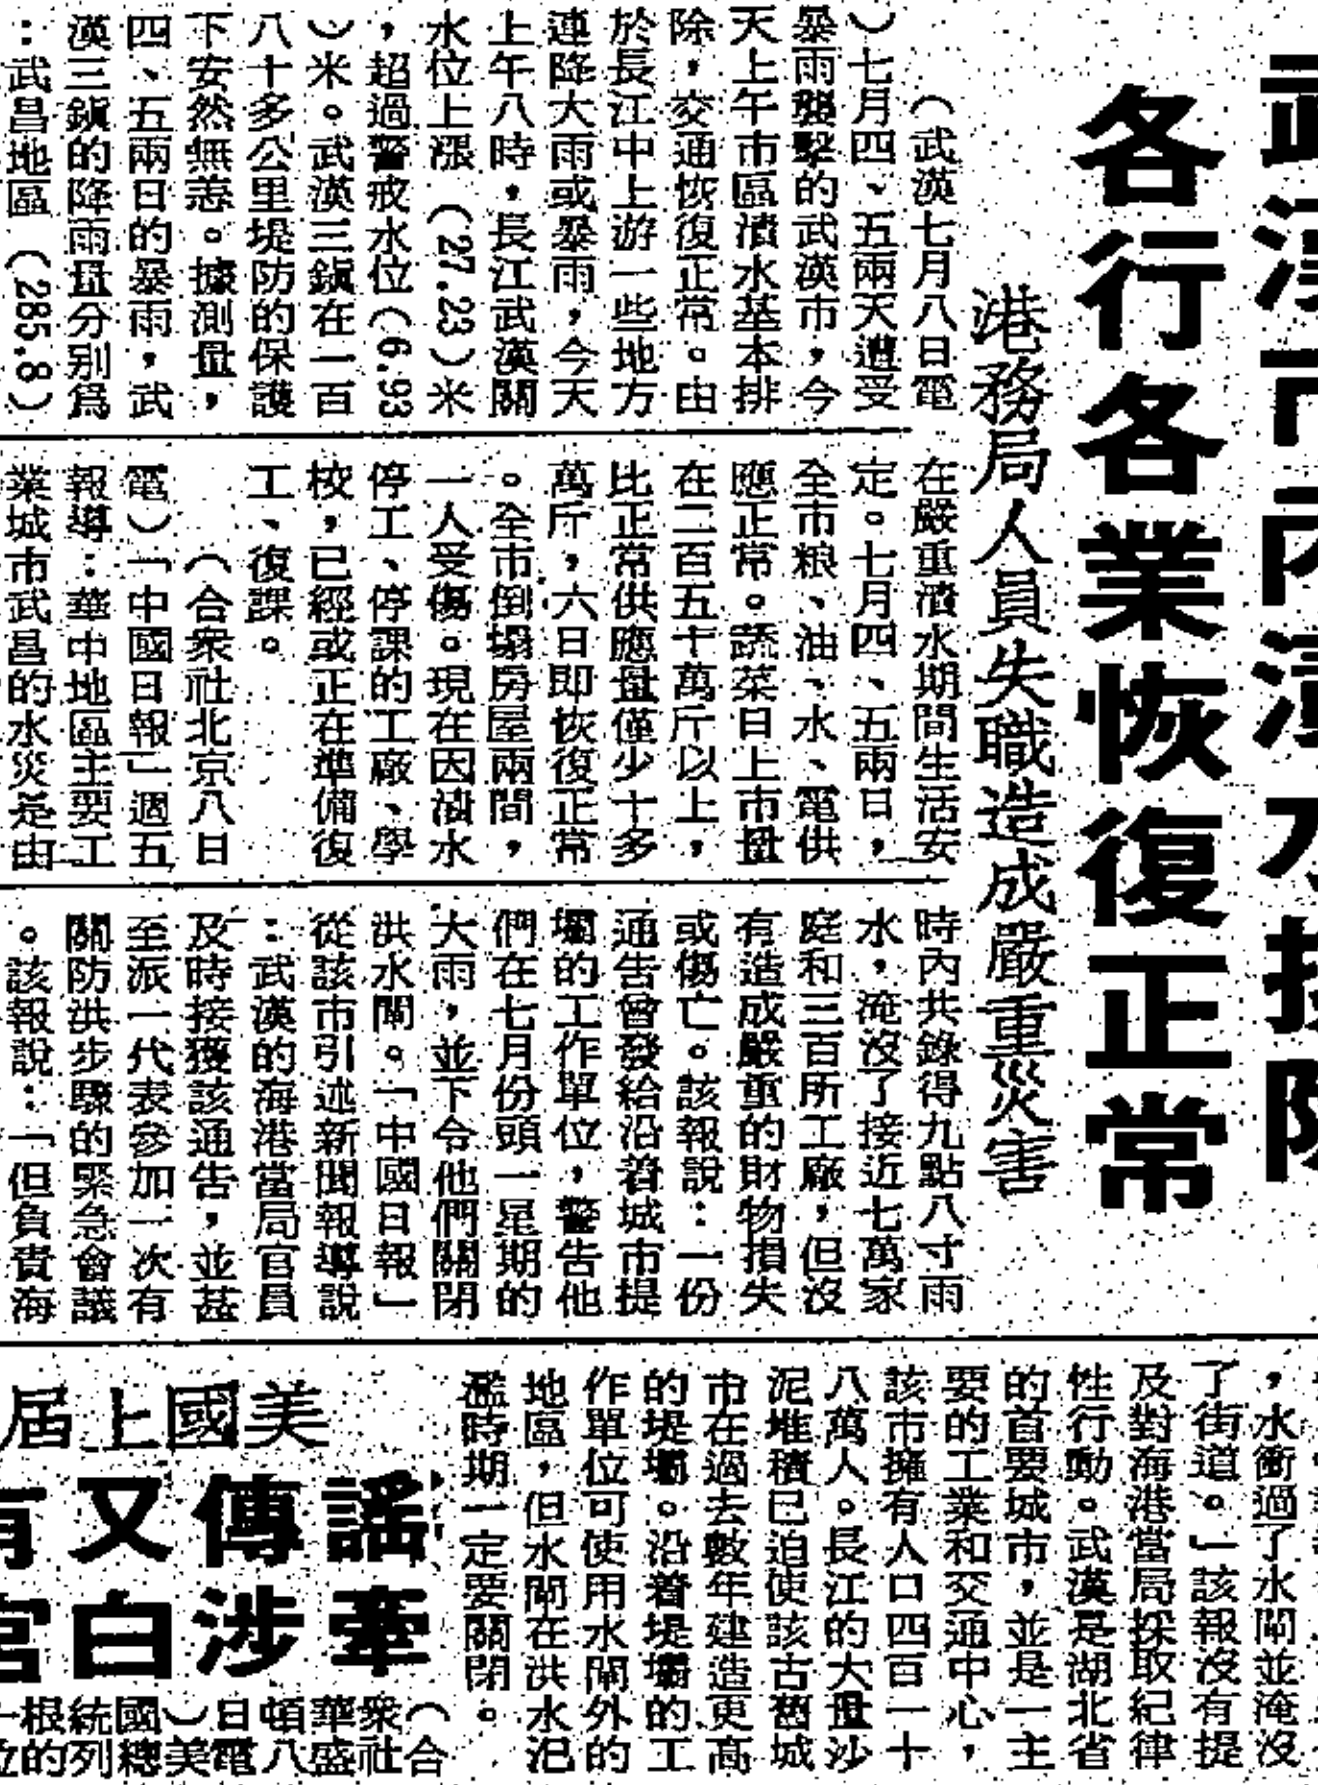 武漢市內漬水排除
各行各業恢復正常
港務局人員失職造成嚴重災害
（武漢七月八日電
）七月四、五兩天遭受
暴雨襲擊的武漢市，今
天上午市區漬水基本排
除，交通恢復正常。由
於長江中上游一些地方
連降大雨或暴雨，今天
上午八時，長江武漢關
水位上漲（27.23）米
，超過警戒水位（6.93
）米。武漢三鎮在一百
八十多公里堤防的保護
下安然無恙。據測量，
四、五兩日的暴雨，武
漢三鎮的降雨量分別爲
：武昌地區（285.8）
在嚴重漬水期間生活安
定。七月四、五兩日，
全市粮、油、水、電供
應正常。蔬菜日上市量
在二百五十萬斤以上，
比正常供應量僅少十多
萬斤，六日即恢復正常
。全市倒塌房屋兩間，
一人受傷。現在因漬水
停工、停課的工廠、學
校，已經或正在準備復
工、復課。
（合衆社北京八日
電）「中國日報」週五
報導：華中地區主要工
業城市武昌的水災是由
時內共錄得九點八寸雨
水，淹沒了接近七萬家
庭和三百所工廠，但沒
有造成嚴重的財物損失
或傷亡。該報說：一份
通告曾發給沿着城市提
壩的工作單位，警告他
們在七月份頭一星期的
大雨，並下令他們關閉
洪水閘。「中國日報」
從該市引述新聞報導說
：武漢的海港當局官員
及時接獲該通告，並甚
至派一代表參加一次有
關防洪步驟的緊急會議
。該報說：「但負責海
，水衝過了水閘並淹沒
了街道。」該報沒有提
及對海港當局採取紀律
性行動。武漢是湖北省
的首要城市，並是一主
要的工業和交通中心，
該市擁有人口四百一十
八萬人。長江的大量沙
泥堆積已迫使該古舊城
市在過去數年建造更高
的堤壩。沿着堤壩的工
作單位可使用水閘外的
地區，但水閘在洪水汜
濫時期一定要關閉。
美國上屆
謠傳又有
牽涉白宮
（合
衆社
華盛
頓八
日電
）美
國總
統列
根的